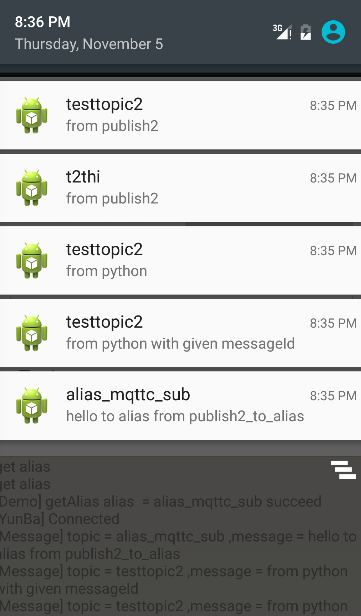 8:36 PM
Thursday, November 5
3G
testtopic2
8:35 PM
from publish2
t2thi
8:35 PM
from publish2
testtopic2
8:35 PM
from python
testtopic2
8:35 PM
from python with given messageId
alias_mqttc_sub
8:35 PM
hello to alias from publish2_to_alias
get alias
get alias
Demo] getAlias alias = alias_mqttc_sub succeed
YunBa] Connected
Message] topic = alias_mqttc_sub ,message = hello to
alias from publish2_to_alias
Message] topic = testtopic2 ,message = from python
with given messageId
Message] topic = testtopic2 ,message = from python